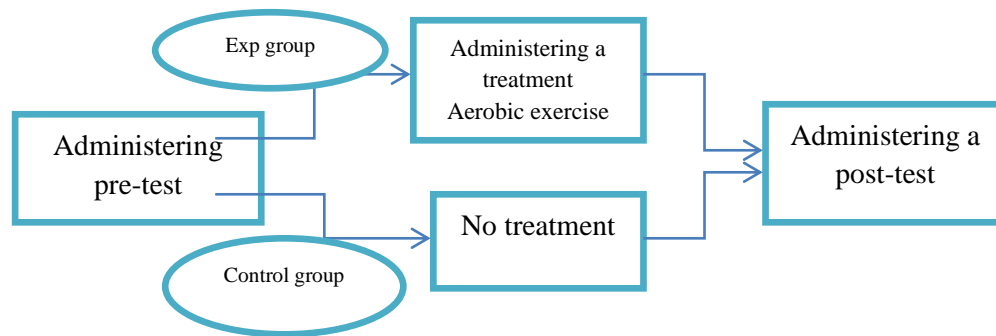 Exp group
Administering a
treatment
Aerobic exercise
Administering
pre-test
Administering a
post-test
No treatment
Control group